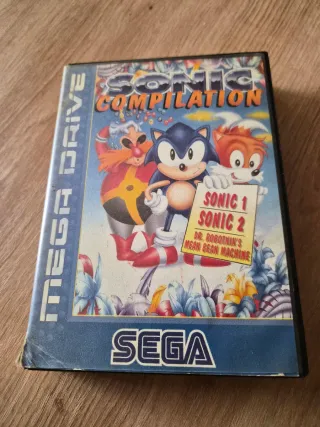 SONIC
COMPILATION
MEGA DRIVE
SONIC 1
SONIC 2
DR. ROBOTNIK'S
MEAN BEAN MACHINE
SEGA